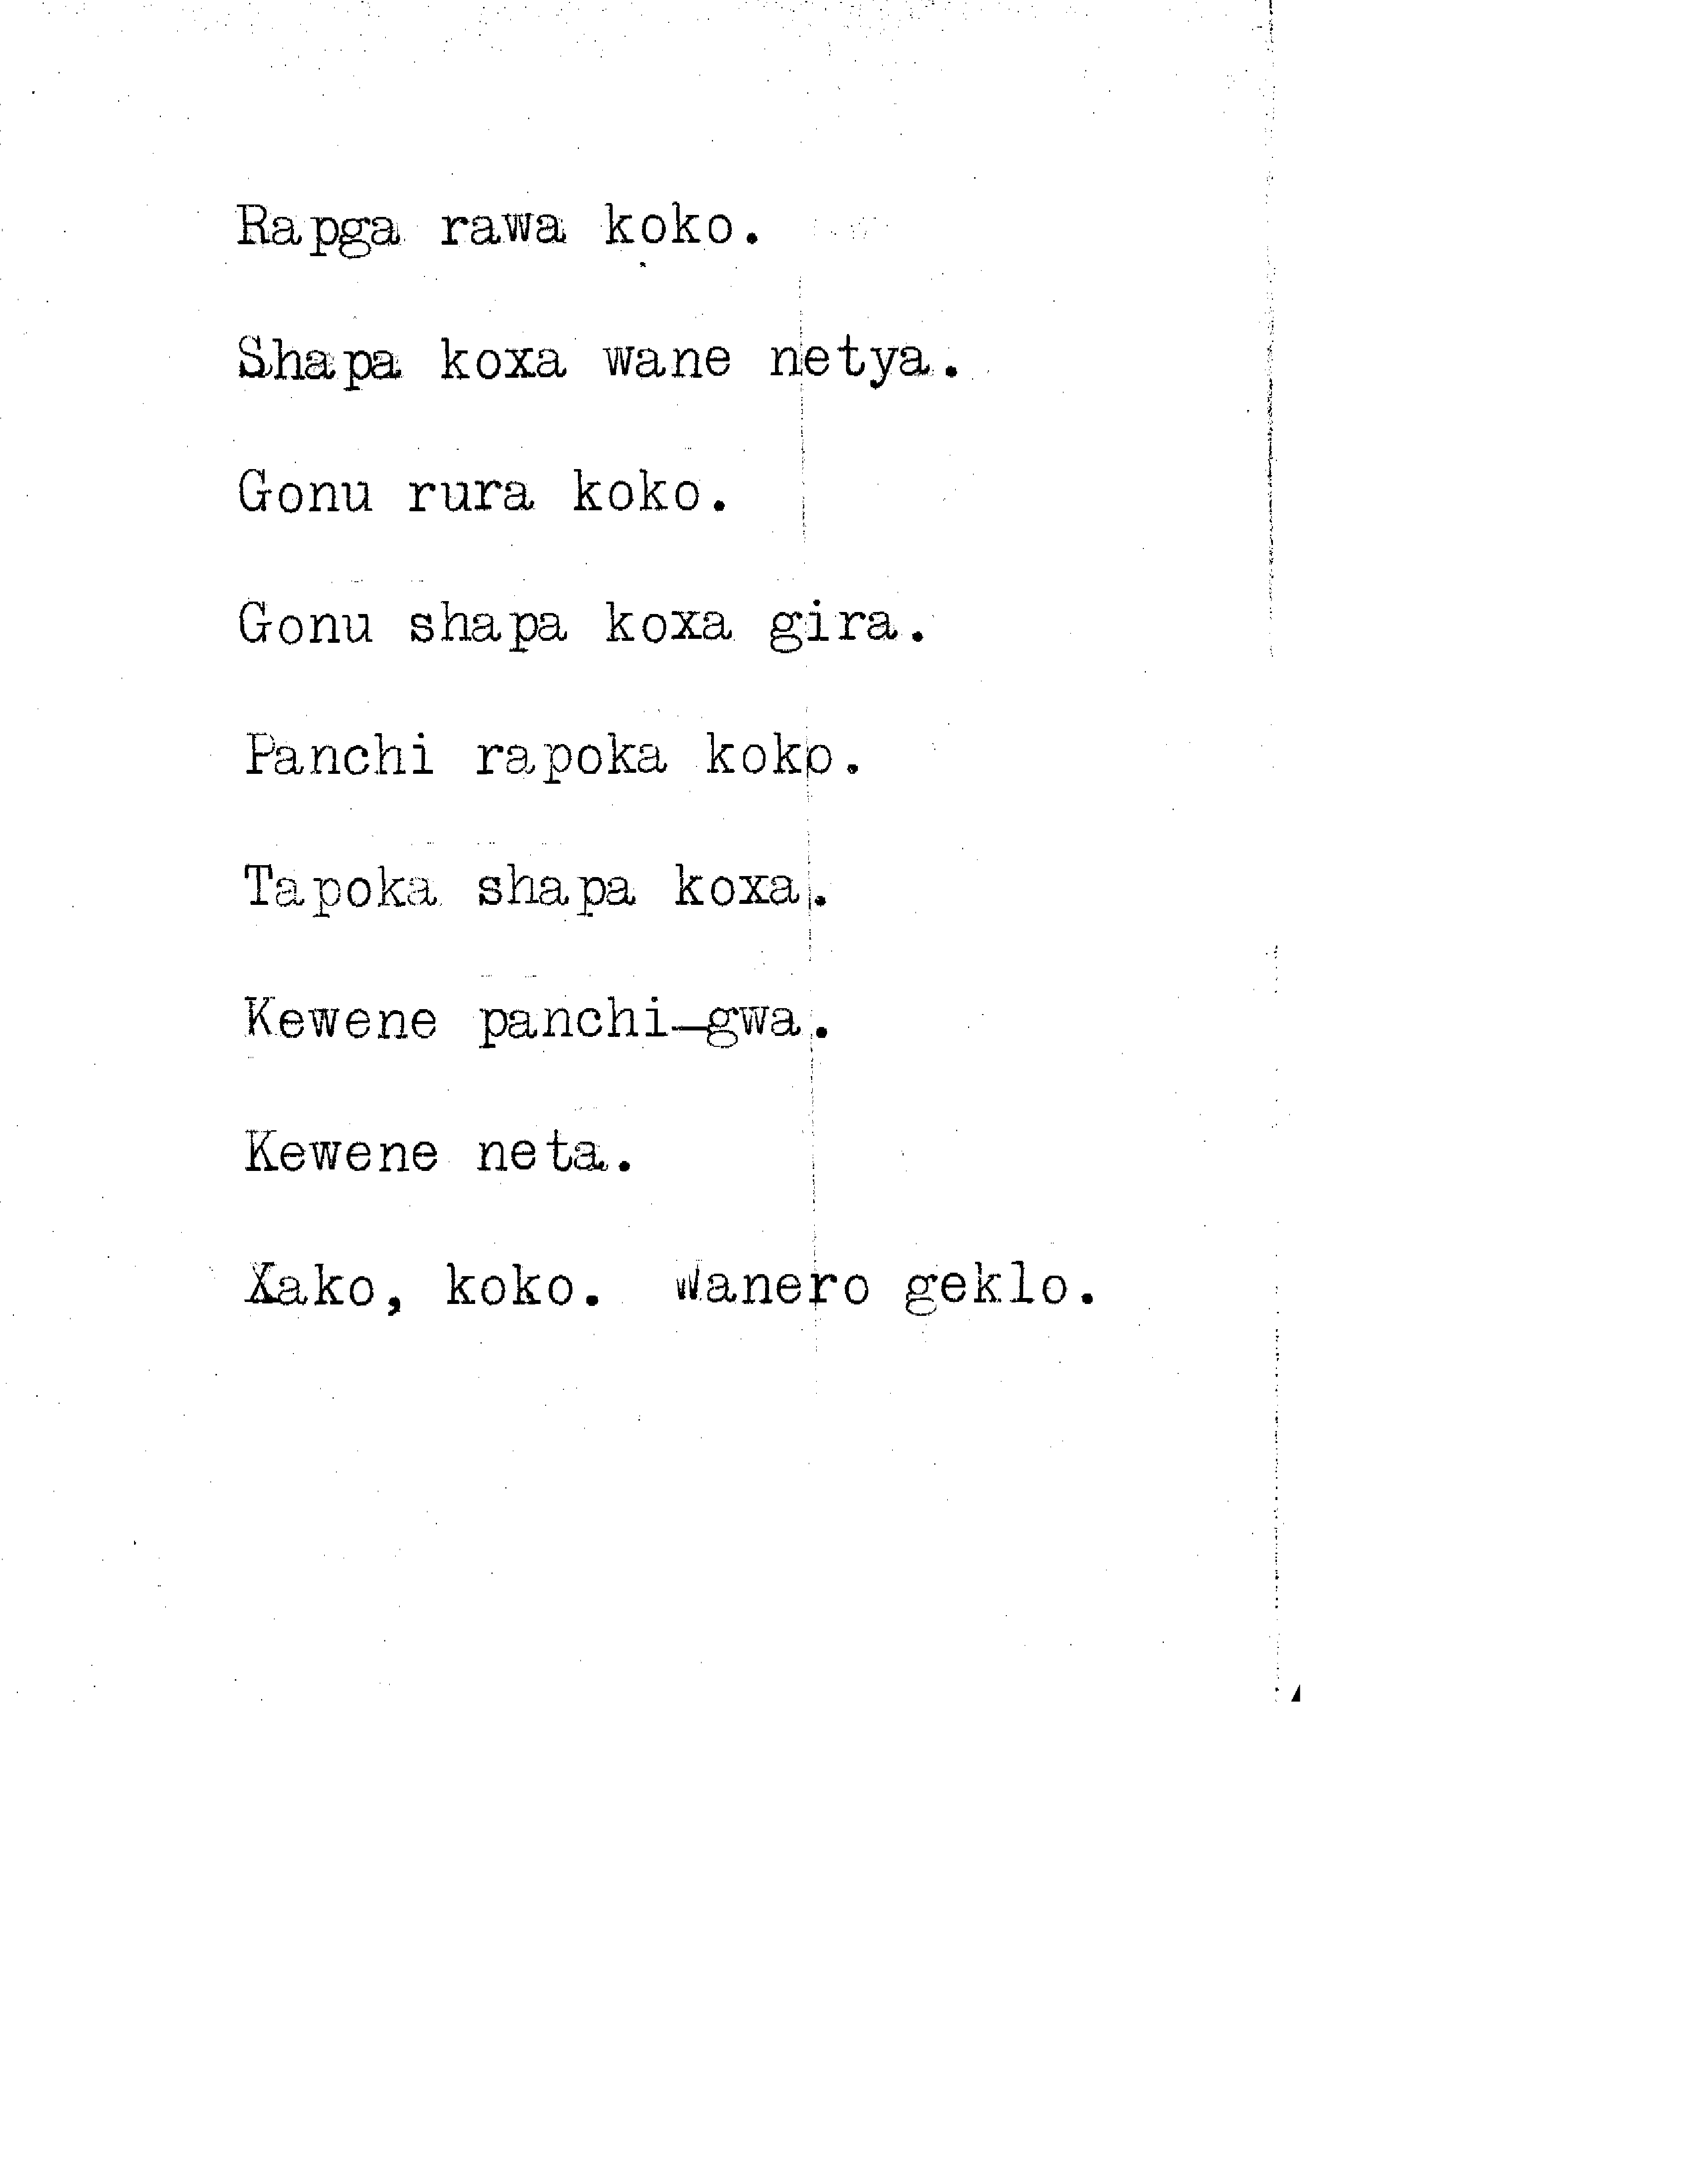 Rapga rawa koko.
Shapa koxa wane netya.
Gonu rura koko.
Gonu shapa koxa gira.
Panchi rapoka koko.
Tapoka shapa koxa.
Kewene panchi-gwa.
Kewene neta.
Xako, koko. Wanero geklo.